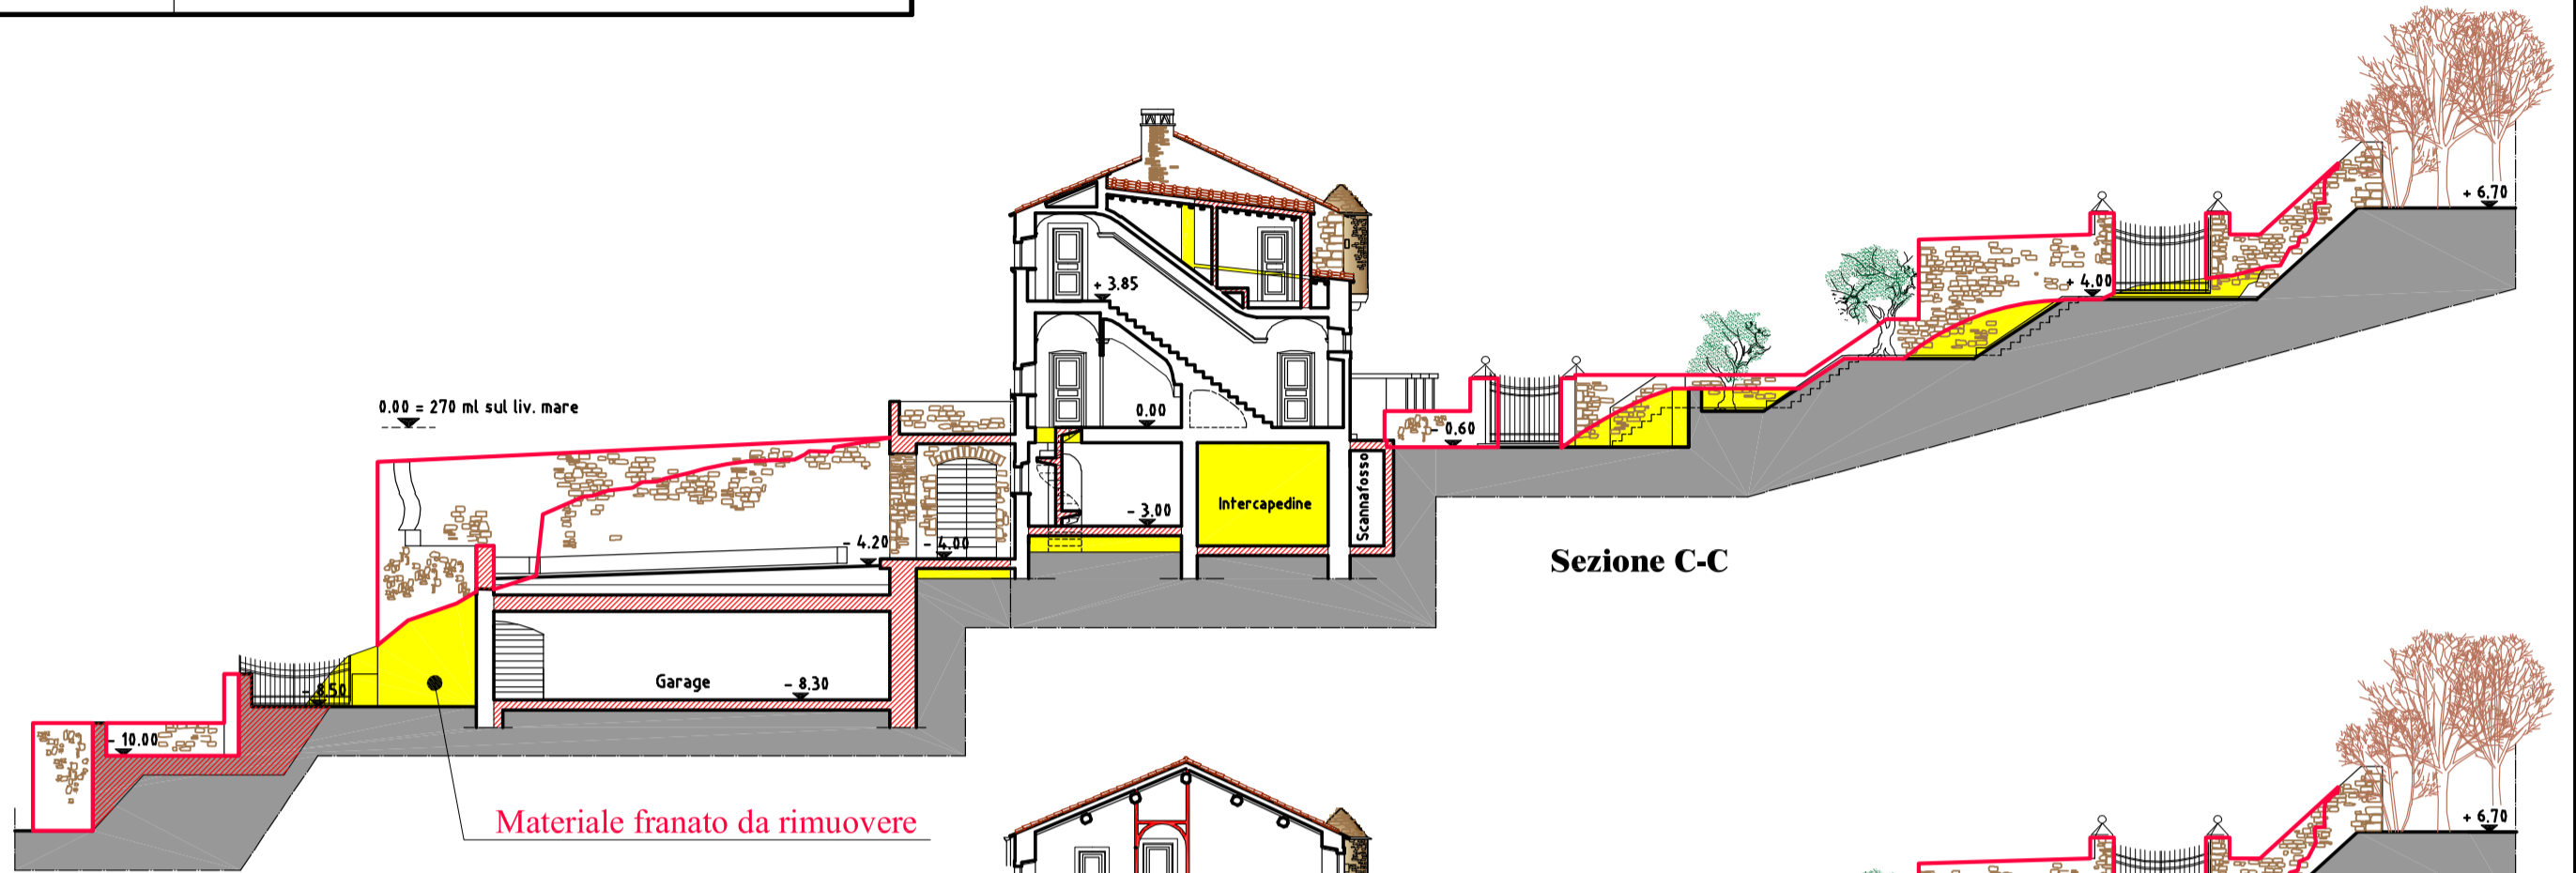 + 6.70
+ 4.00
+ 3.85
0.00 = 270 ml sul liv. mare
0.00
- 0.60
Intercapedine
Scannafosso
- 3.00
- 4.20
- 4.00
Sezione C-C
Garage
- 8.30
- 8.50
- 10.00
Materiale franato da rimuovere
+ 6.70